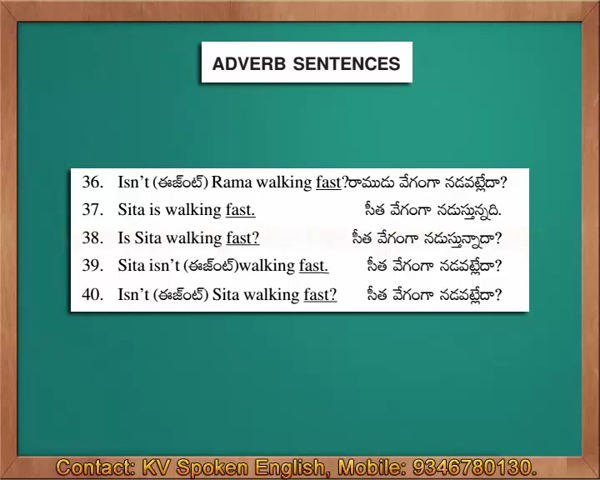 ADVERB SENTENCES
36. Isn't (ఈజ్‌ంట్) Rama walking fast? రాముడు వేగంగా నడవట్లేదా?
37. Sita is walking fast. సీత వేగంగా నడుస్తున్నది.
38. Is Sita walking fast? సీత వేగంగా నడుస్తున్నాదా?
39. Sita isn't (ఈజ్‌ంట్)walking fast. సీత వేగంగా నడవట్లేదా?
40. Isn't (ఈజ్‌ంట్) Sita walking fast? సీత వేగంగా నడవట్లేదా?
Contact: KV Spoken English, Mobile: 9346780130.